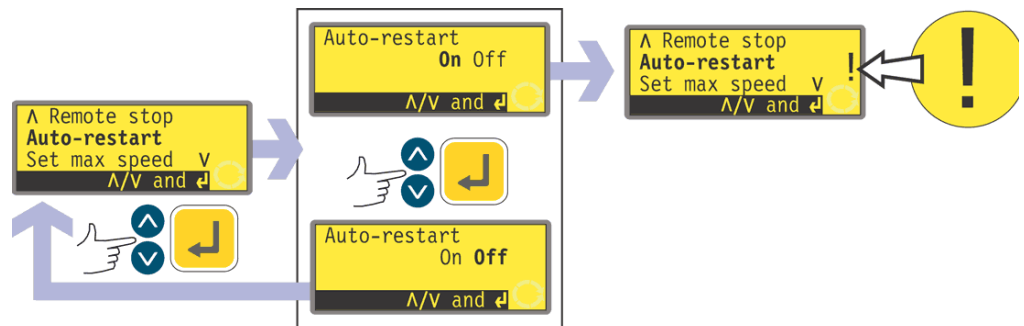 Λ Remote stop
Auto-restart
Set max speed V
Λ/V and ↲
Auto-restart
On Off
Λ/V and ↲
Auto-restart
On Off
Λ/V and ↲
Λ Remote stop
Auto-restart !
Set max speed V
Λ/V and ↲
!